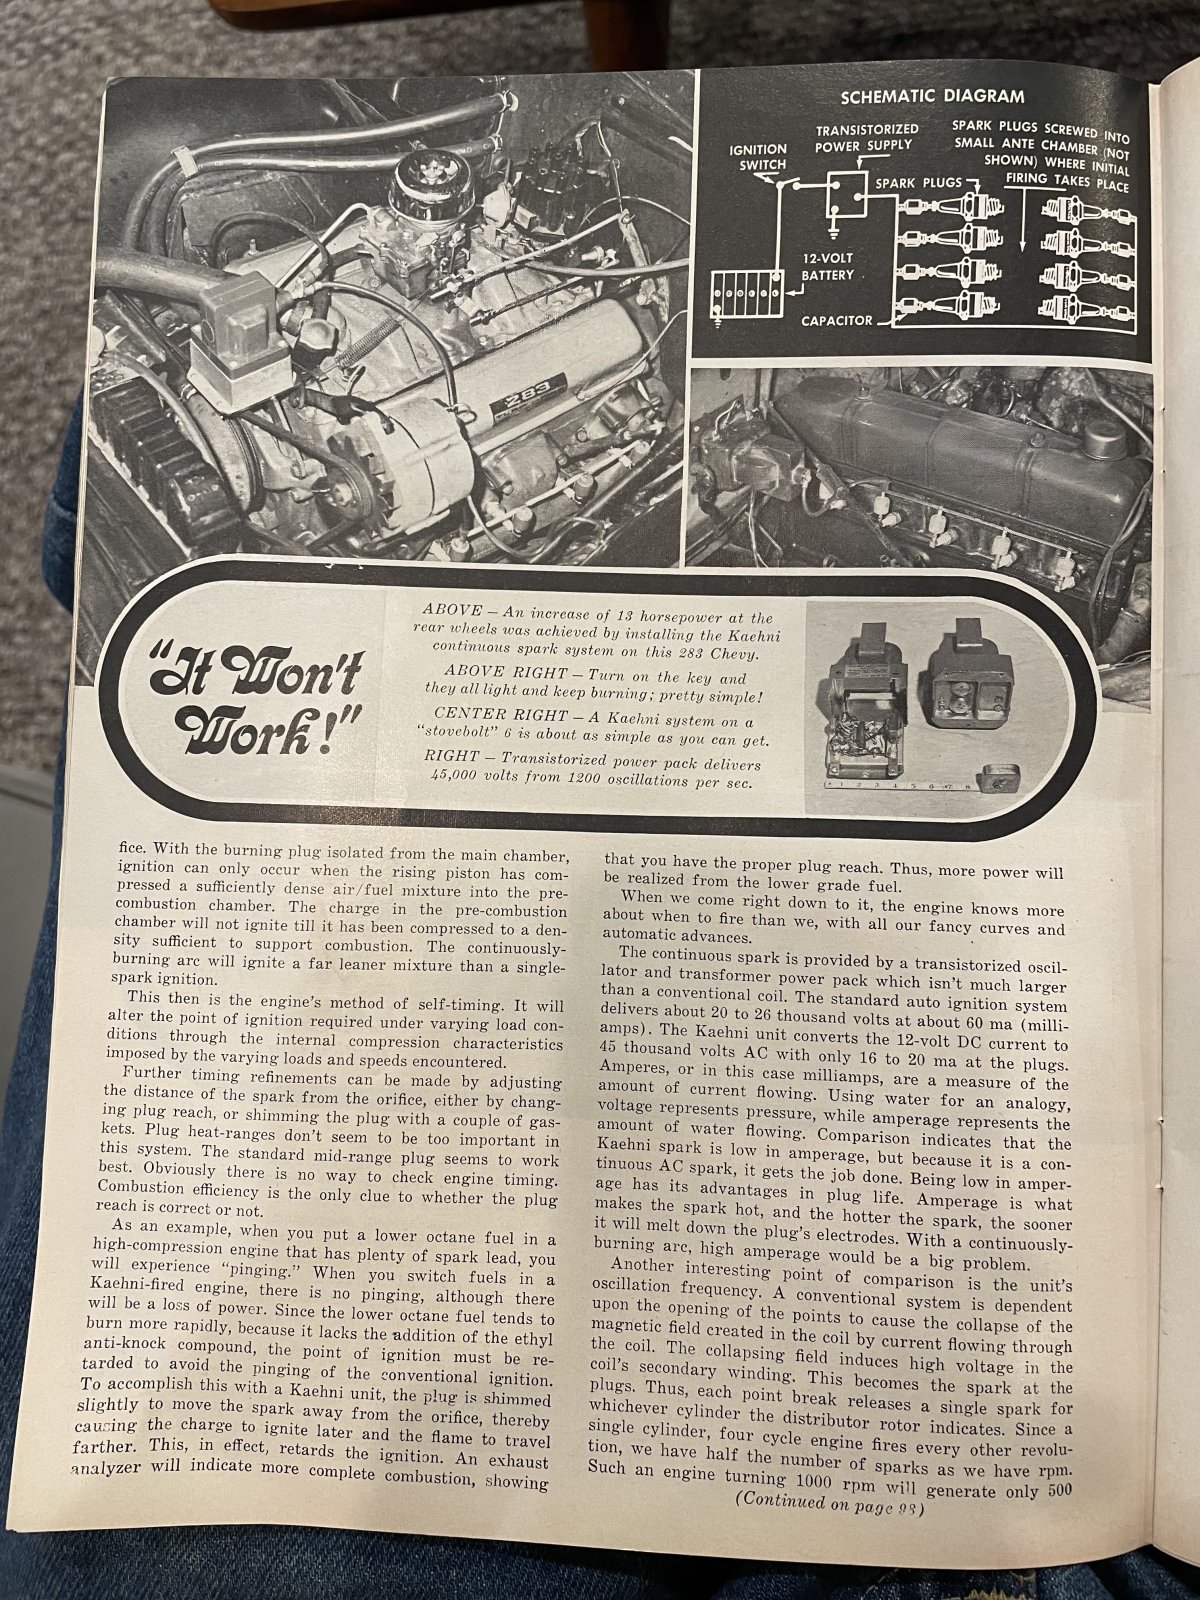 SCHEMATIC DIAGRAM
IGNITION
SWITCH
TRANSISTORIZED
POWER SUPPLY
SPARK PLUGS SCREWED INTO
SMALL ANTE CHAMBER (NOT
SHOWN) WHERE INITIAL
FIRING TAKES PLACE
SPARK PLUGS
12-VOLT
BATTERY
CAPACITOR
283
"It Won't
Work!"
ABOVE — An increase of 13 horsepower at the
rear wheels was achieved by installing the Kaehni
continuous spark system on this 283 Chevy.
ABOVE RIGHT — Turn on the key and
they all light and keep burning; pretty simple!
CENTER RIGHT — A Kaehni system on a
"stovebolt" 6 is about as simple as you can get.
RIGHT — Transistorized power pack delivers
45,000 volts from 1200 oscillations per sec.
1 2 3 4 5 6 7 8
fice. With the burning plug isolated from the main chamber,
ignition can only occur when the rising piston has com-
pressed a sufficiently dense air/fuel mixture into the pre-
combustion chamber. The charge in the pre-combustion
chamber will not ignite till it has been compressed to a den-
sity sufficient to support combustion. The continuously-
burning arc will ignite a far leaner mixture than a single-
spark ignition.
This then is the engine's method of self-timing. It will
alter the point of ignition required under varying load con-
ditions through the internal compression characteristics
imposed by the varying loads and speeds encountered.
Further timing refinements can be made by adjusting
the distance of the spark from the orifice, either by chang-
ing plug reach, or shimming the plug with a couple of gas-
kets. Plug heat-ranges don't seem to be too important in
this system. The standard mid-range plug seems to work
best. Obviously there is no way to check engine timing.
Combustion efficiency is the only clue to whether the plug
reach is correct or not.
As an example, when you put a lower octane fuel in a
high-compression engine that has plenty of spark lead, you
will experience "pinging." When you switch fuels in a
Kaehni-fired engine, there is no pinging, although there
will be a loss of power. Since the lower octane fuel tends to
burn more rapidly, because it lacks the addition of the ethyl
anti-knock compound, the point of ignition must be re-
tarded to avoid the pinging of the conventional ignition.
To accomplish this with a Kaehni unit, the plug is shimmed
slightly to move the spark away from the orifice, thereby
causing the charge to ignite later and the flame to travel
farther. This, in effect, retards the ignition. An exhaust
analyzer will indicate more complete combustion, showing
that you have the proper plug reach. Thus, more power will
be realized from the lower grade fuel.
When we come right down to it, the engine knows more
about when to fire than we, with all our fancy curves and
automatic advances.
The continuous spark is provided by a transistorized oscil-
lator and transformer power pack which isn't much larger
than a conventional coil. The standard auto ignition system
delivers about 20 to 26 thousand volts at about 60 ma (milli-
amps). The Kaehni unit converts the 12-volt DC current to
45 thousand volts AC with only 16 to 20 ma at the plugs.
Amperes, or in this case milliamps, are a measure of the
amount of current flowing. Using water for an analogy,
voltage represents pressure, while amperage represents the
amount of water flowing. Comparison indicates that the
Kaehni spark is low in amperage, but because it is a con-
tinuous AC spark, it gets the job done. Being low in amper-
age has its advantages in plug life. Amperage is what
makes the spark hot, and the hotter the spark, the sooner
it will melt down the plug's electrodes. With a continuously-
burning arc, high amperage would be a big problem.
Another interesting point of comparison is the unit's
oscillation frequency. A conventional system is dependent
upon the opening of the points to cause the collapse of the
magnetic field created in the coil by current flowing through
the coil. The collapsing field induces high voltage in the
coil's secondary winding. This becomes the spark at the
plugs. Thus, each point break releases a single spark for
whichever cylinder the distributor rotor indicates. Since a
single cylinder, four cycle engine fires every other revolu-
tion, we have half the number of sparks as we have rpm.
Such an engine turning 1000 rpm will generate only 500
(Continued on page 93)